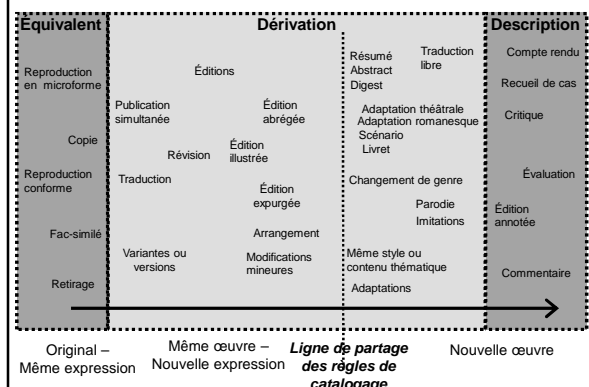 Équivalent
Dérivation
Description
Reproduction
en microforme
Copie
Reproduction
conforme
Fac-similé
Retirage
Éditions
Publication
simultanée
Édition
abrégée
Révision
Édition
illustrée
Traduction
Édition
expurgée
Arrangement
Variantes ou
versions
Modifications
mineures
Résumé
Abstract
Digest
Traduction
libre
Adaptation théâtrale
Adaptation romanesque
Scénario
Livret
Changement de genre
Parodie
Imitations
Même style ou
contenu thématique
Adaptations
Compte rendu
Recueil de cas
Critique
Évaluation
Édition
annotée
Commentaire
Original –
Même expression
Même œuvre –
Nouvelle expression
Ligne de partage
des règles de
catalogage
Nouvelle œuvre